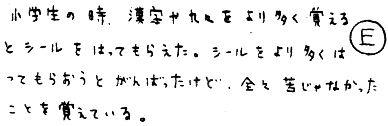 小学生の時、漢字や九九をより多く覚える
とシールをはってもらえた。シールをより多くは
ってもらおうとがんばったけど、全々苦じゃなかった
ことを覚えている。
E